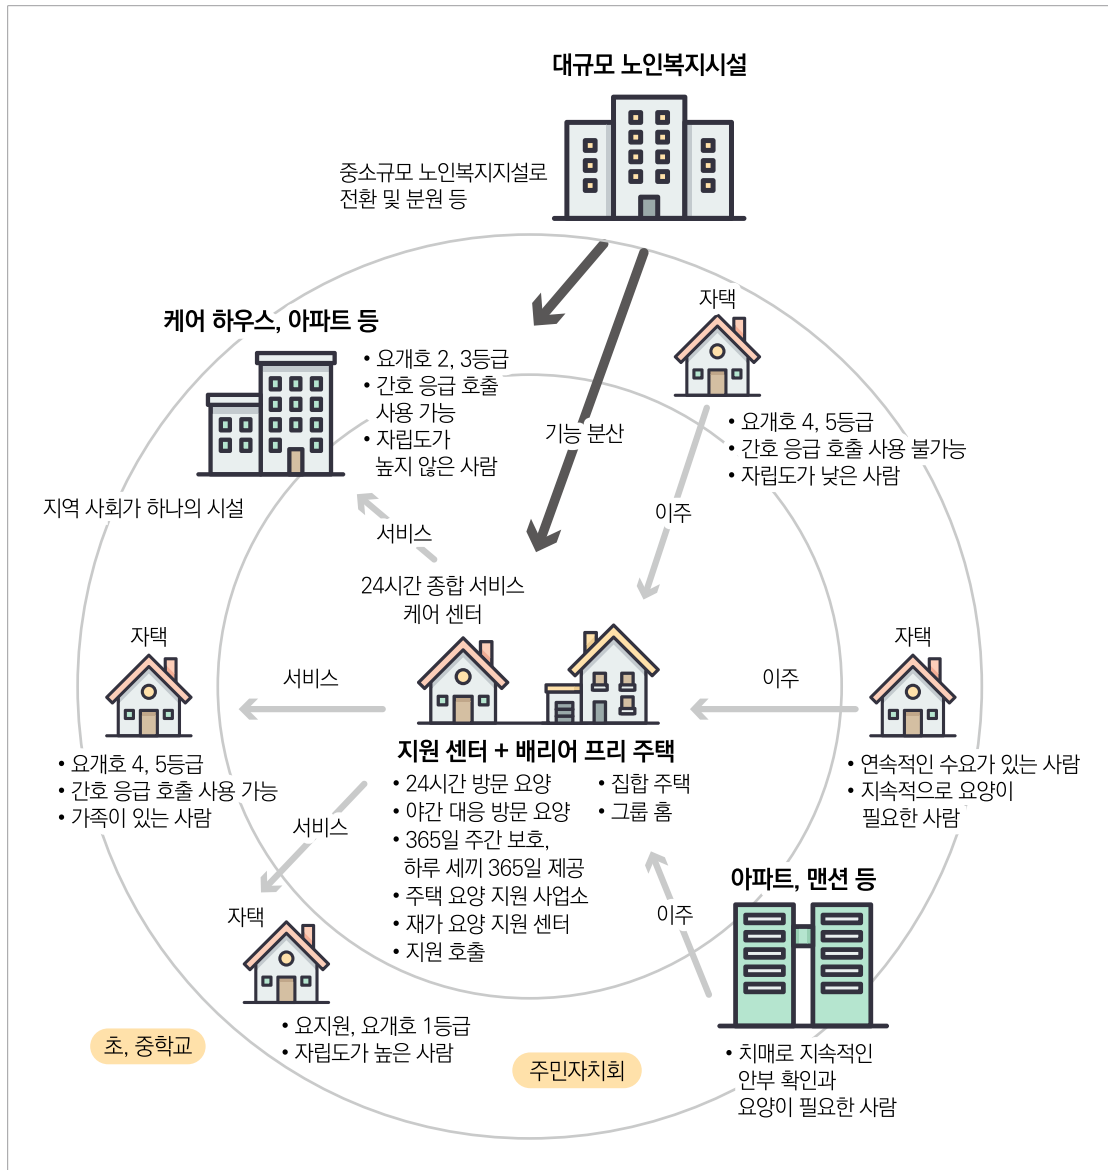 대규모 노인복지시설
중소규모 노인복지지설로
전환 및 분원 등
케어 하우스, 아파트 등
• 요개호 2, 3등급
• 간호 응급 호출
사용 가능
• 자립도가
높지 않은 사람
자택
• 요개호 4, 5등급
• 간호 응급 호출 사용 불가능
• 자립도가 낮은 사람
기능 분산
이주
지역 사회가 하나의 시설
서비스
24시간 종합 서비스
케어 센터
자택
서비스
• 요개호 4, 5등급
• 간호 응급 호출 사용 가능
• 가족이 있는 사람
지원 센터 + 배리어 프리 주택
• 24시간 방문 요양
• 야간 대응 방문 요양
• 365일 주간 보호,
하루 세끼 365일 제공
• 주택 요양 지원 사업소
• 재가 요양 지원 센터
• 지원 호출
• 집합 주택
• 그룹 홈
이주
자택
• 연속적인 수요가 있는 사람
• 지속적으로 요양이
필요한 사람
서비스
자택
• 요지원, 요개호 1등급
• 자립도가 높은 사람
이주
아파트, 맨션 등
• 치매로 지속적인
안부 확인과
요양이 필요한 사람
초, 중학교
주민자치회